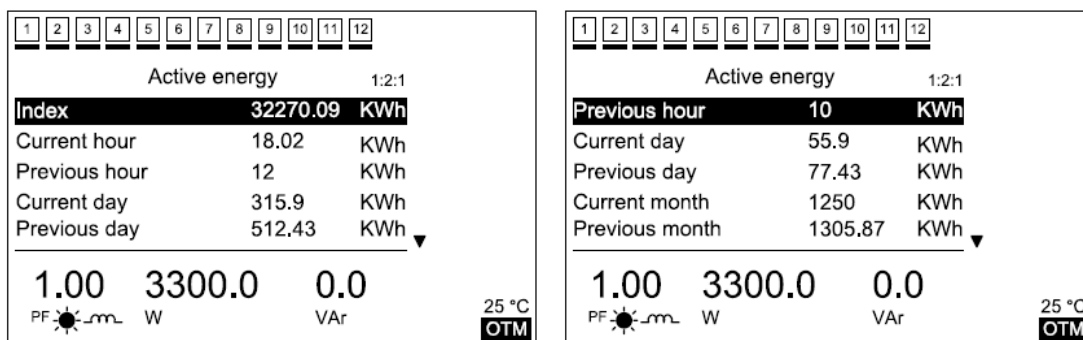 1 2 3 4 5 6 7 8 9 10 11 12
Active energy 1:2:1
Index 32270.09 KWh
Current hour 18.02 KWh
Previous hour 12 KWh
Current day 315.9 KWh
Previous day 512.43 KWh
1.00 3300.0 0.0
PF W VAr
25 °C
OTM
1 2 3 4 5 6 7 8 9 10 11 12
Active energy 1:2:1
Previous hour 10 KWh
Current day 55.9 KWh
Previous day 77.43 KWh
Current month 1250 KWh
Previous month 1305.87 KWh
1.00 3300.0 0.0
PF W VAr
25 °C
OTM